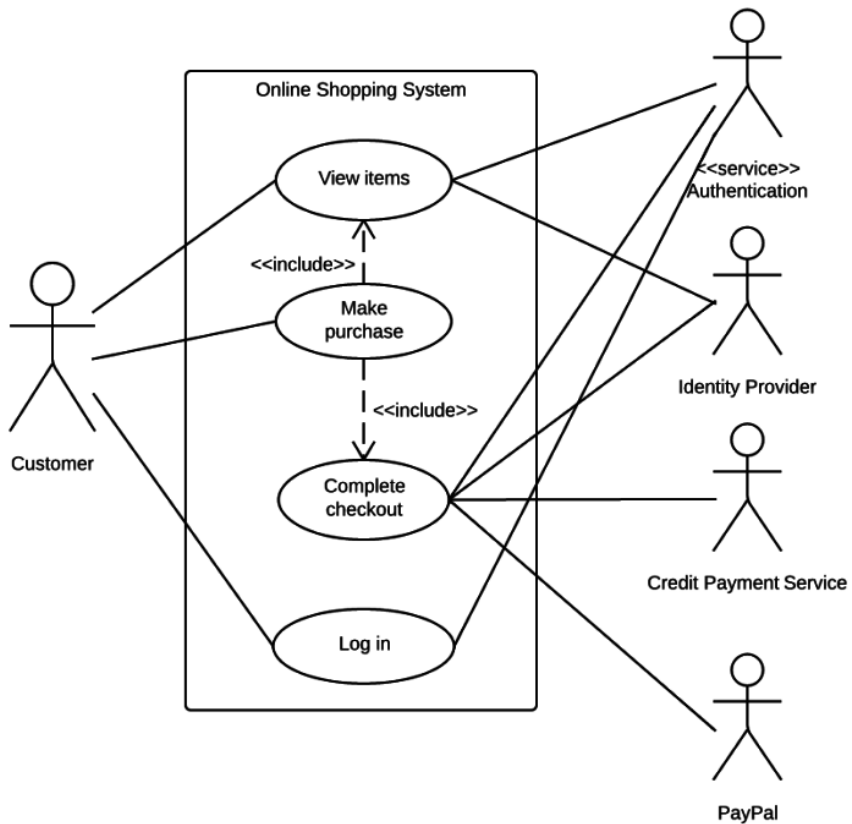 Online Shopping System
View items
<<service>>
Authentication
<<include>>
Make
purchase
Identity Provider
<<include>>
Customer
Complete
checkout
Credit Payment Service
Log in
PayPal